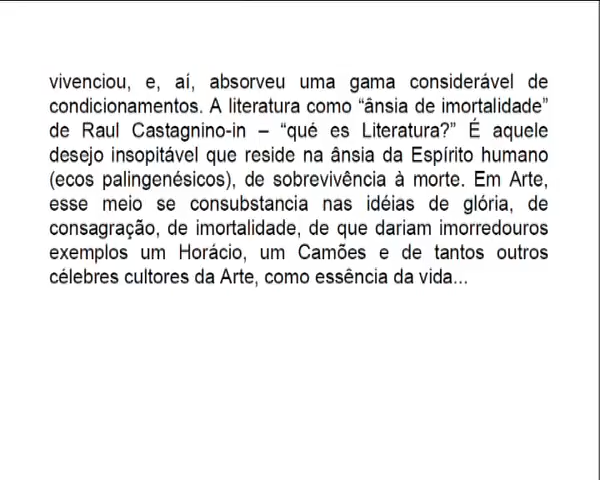 vivenciou, e, aí, absorveu uma gama considerável de
condicionamentos. A literatura como “ânsia de imortalidade”
de Raul Castagnino-in – “qué es Literatura?” É aquele
desejo insopitável que reside na ânsia da Espírito humano
(ecos palingenésicos), de sobrevivência à morte. Em Arte,
esse meio se consubstancia nas idéias de glória, de
consagração, de imortalidade, de que dariam imorredouros
exemplos um Horácio, um Camões e de tantos outros
célebres cultores da Arte, como essência da vida...